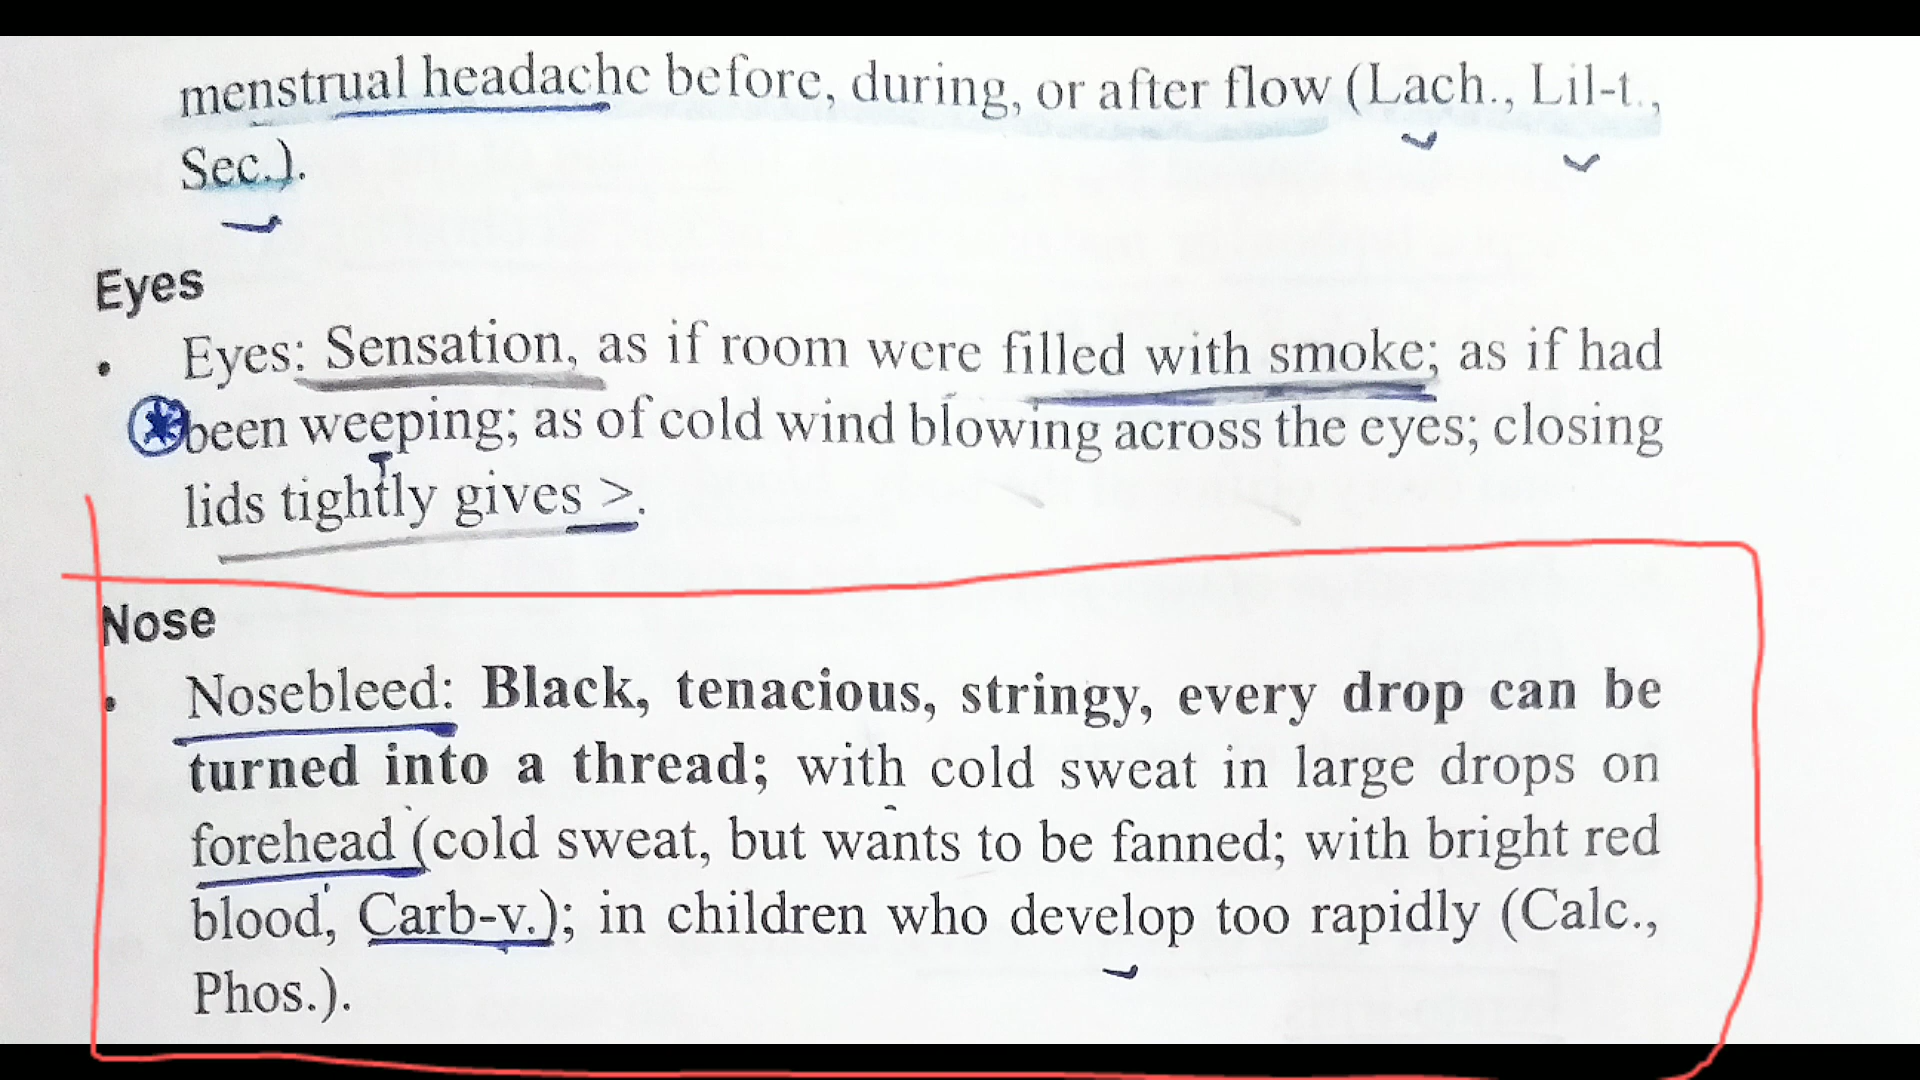 menstrual headache before, during, or after flow (Lach., Lil-t.,
Sec.).
Eyes
• Eyes: Sensation, as if room were filled with smoke; as if had
been weeping; as of cold wind blowing across the eyes; closing
lids tightly gives >.
Nose
• Nosebleed: Black, tenacious, stringy, every drop can be
turned into a thread; with cold sweat in large drops on
forehead (cold sweat, but wants to be fanned; with bright red
blood, Carb-v.); in children who develop too rapidly (Calc.,
Phos.).